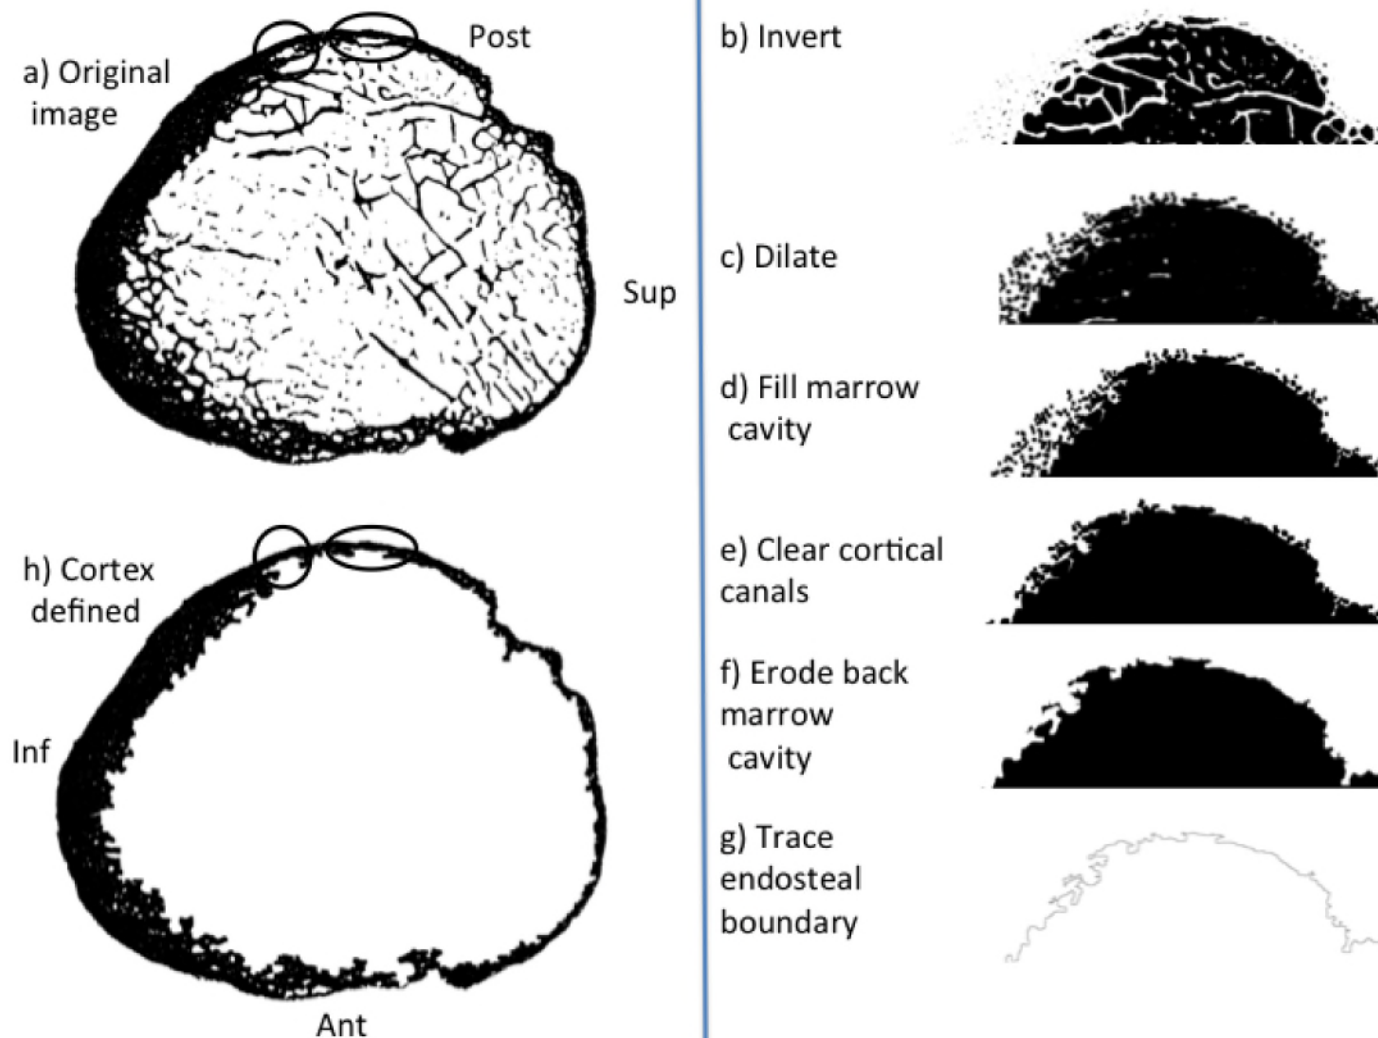 a) Original
image
Post
Sup
h) Cortex
defined
Inf
Ant
b) Invert
c) Dilate
d) Fill marrow
cavity
e) Clear cortical
canals
f) Erode back
marrow
cavity
g) Trace
endosteal
boundary